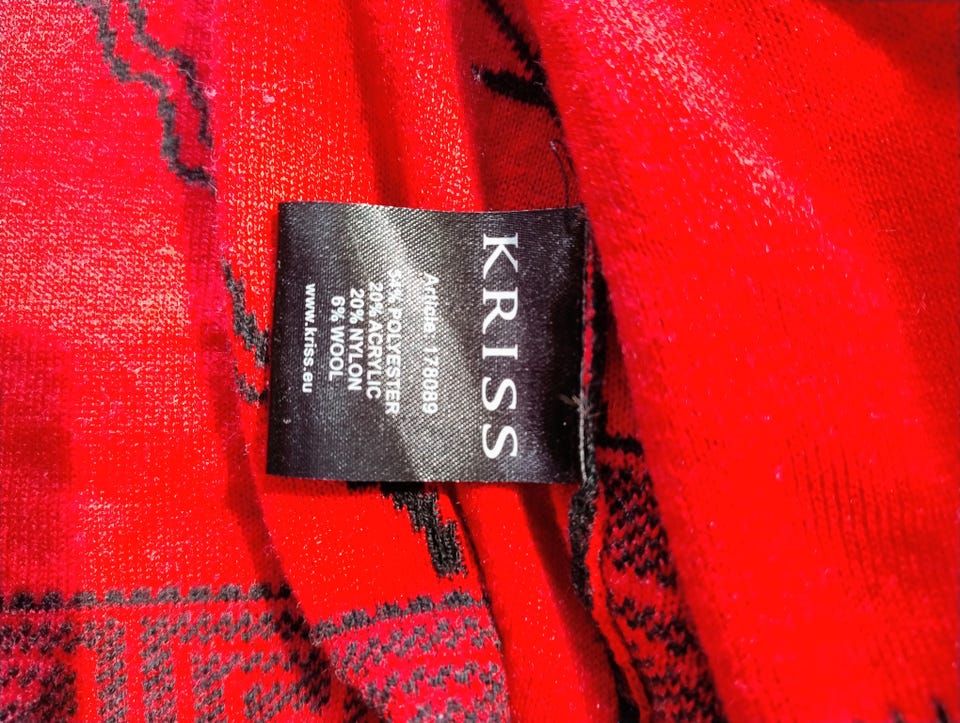 KRISS
Article: 178089
54% POLYESTER
20% ACRYLIC
20% NYLON
6% WOOL
www.kriss.eu